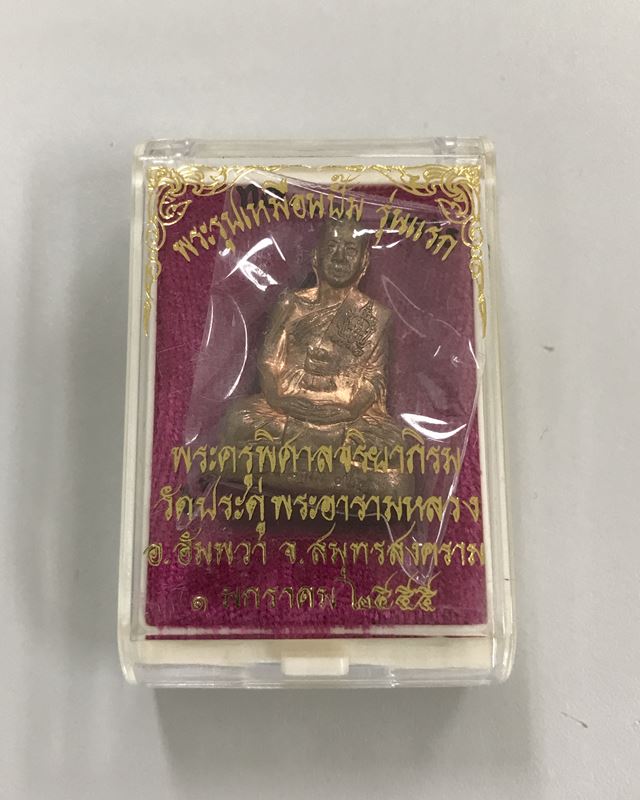 พระรูปเหมือนปั๊ม รุ่นแรก
พระครูพิศาลจริยาภิรม
วัดประดู่ พระอารามหลวง
อ.อัมพวา จ.สมุทรสงคราม
๑ มกราคม ๒๕๕๕